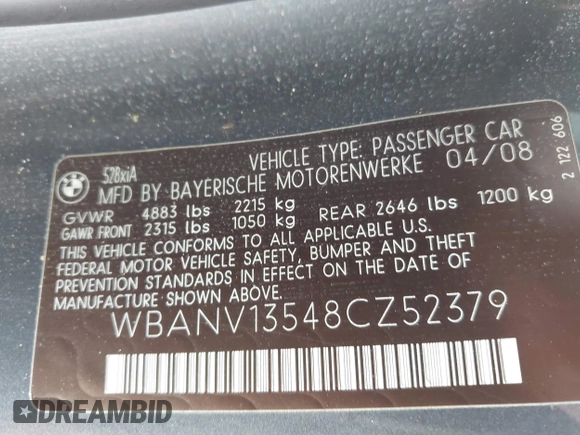 BMW
528xiA
VEHICLE TYPE: PASSENGER CAR
MFD BY BAYERISCHE MOTORENWERKE 04/08
GVWR 4883 lbs 2215 kg
GAWR FRONT 2315 lbs 1050 kg REAR 2646 lbs 1200 kg
THIS VEHICLE CONFORMS TO ALL APPLICABLE U.S.
FEDERAL MOTOR VEHICLE SAFETY, BUMPER AND THEFT
PREVENTION STANDARDS IN EFFECT ON THE DATE OF
MANUFACTURE SHOWN ABOVE.
WBANV13548CZ52379
2 122 606
DREAMBID